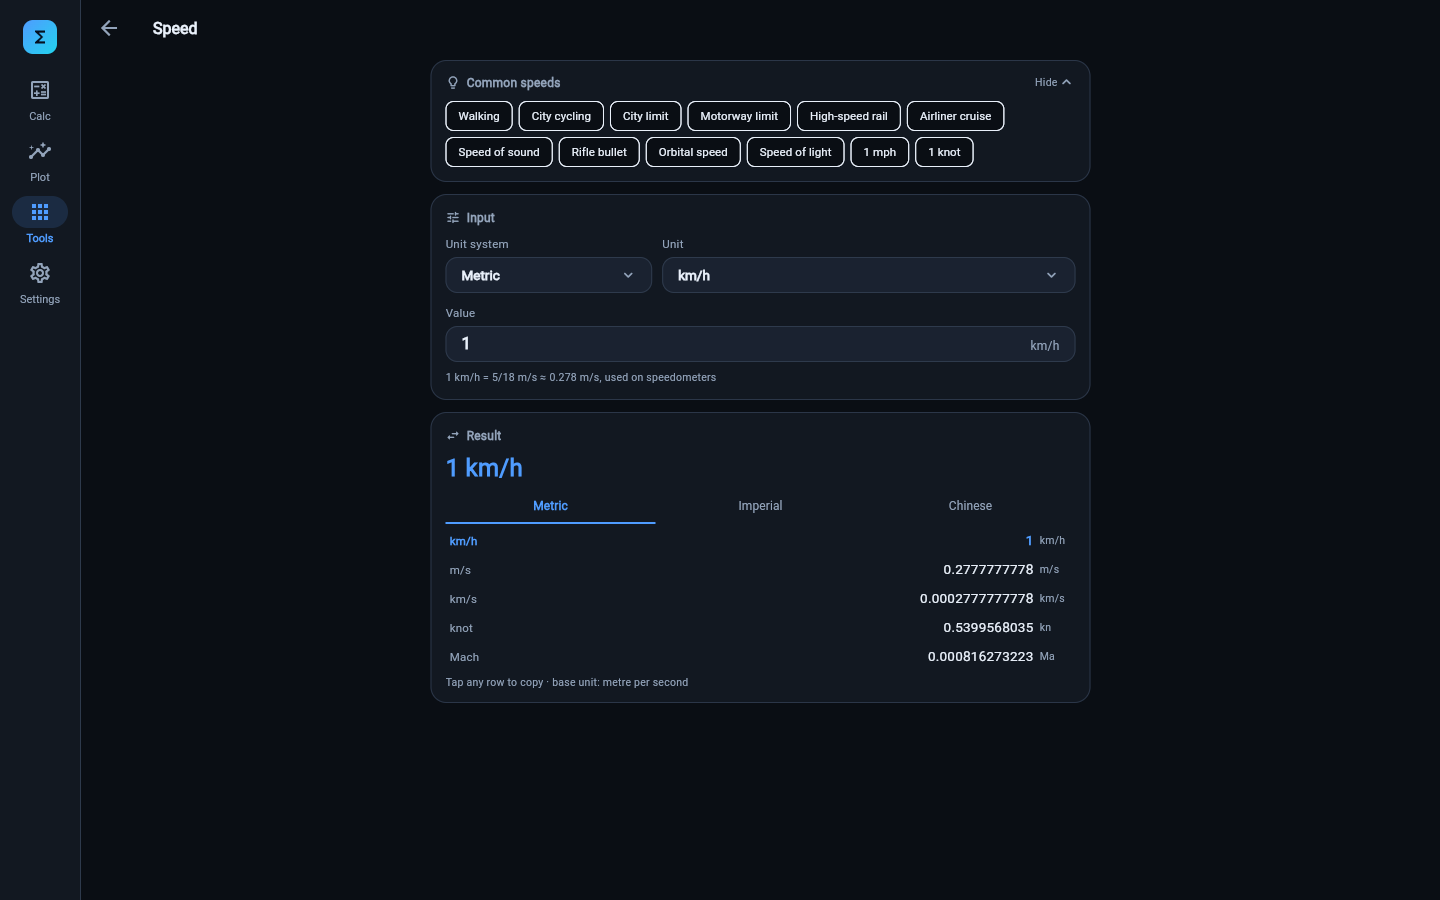 Σ
Calc
Plot
Tools
Settings
Speed
Common speeds Hide
Walking City cycling City limit Motorway limit High-speed rail Airliner cruise
Speed of sound Rifle bullet Orbital speed Speed of light 1 mph 1 knot
Input
Unit system Unit
Metric km/h
Value
1 km/h
1 km/h = 5/18 m/s ≈ 0.278 m/s, used on speedometers
Result
1 km/h
Metric Imperial Chinese
km/h 1 km/h
m/s 0.2777777778 m/s
km/s 0.0002777777778 km/s
knot 0.5399568035 kn
Mach 0.000816273223 Ma
Tap any row to copy · base unit: metre per second